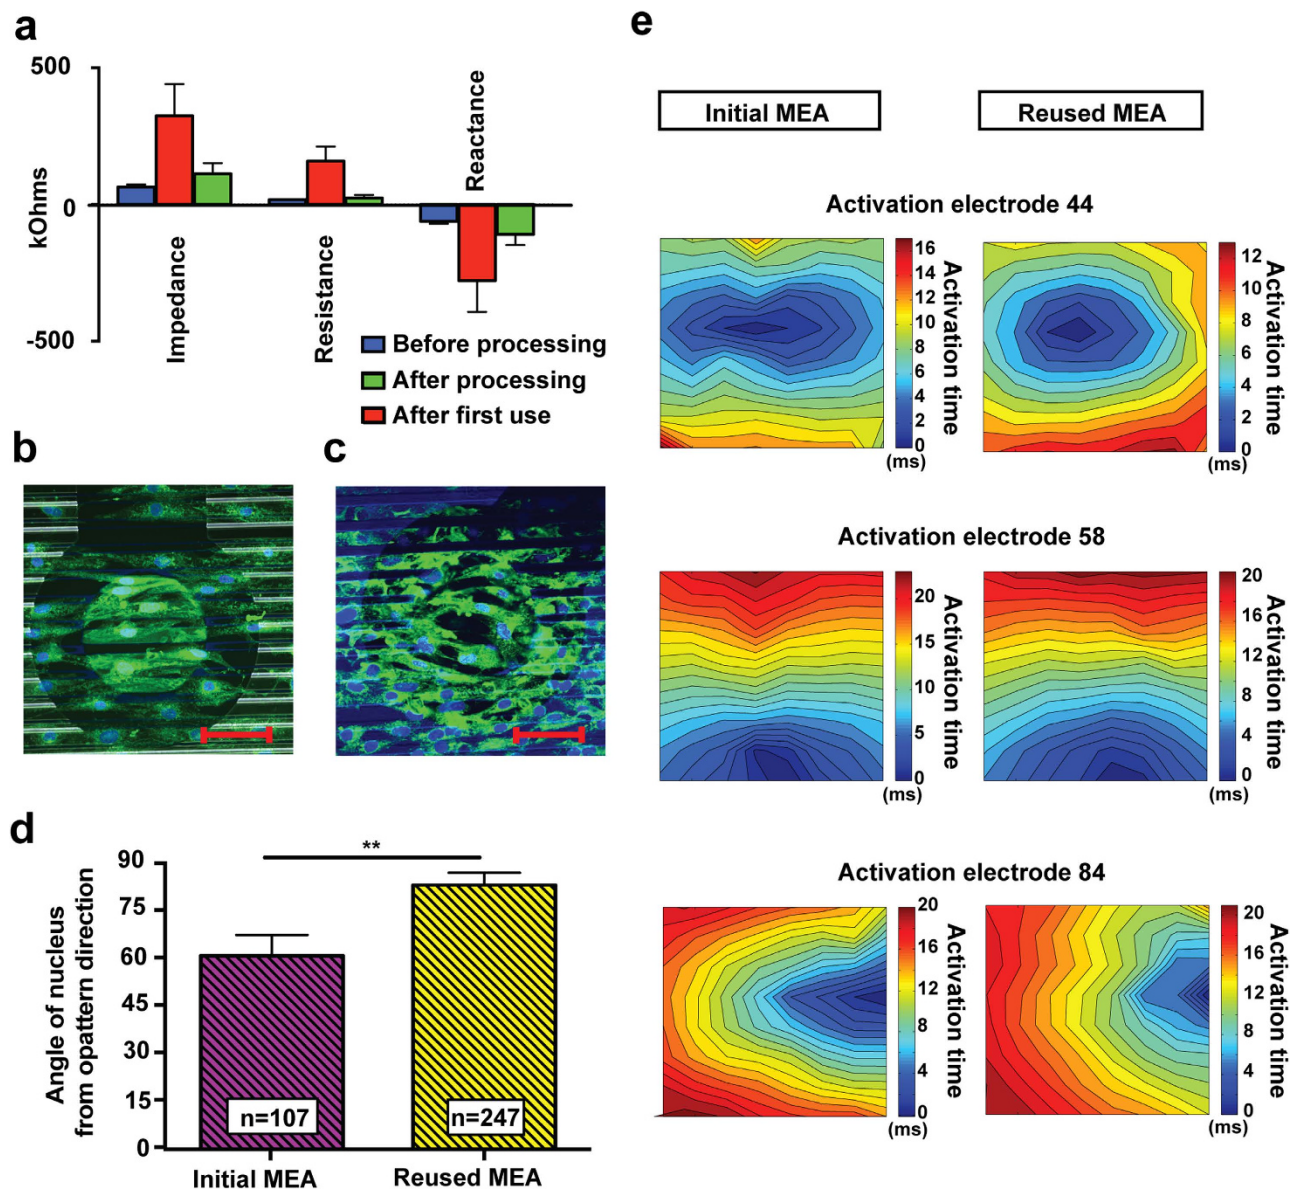 a
500
0
-500
kOhms
Impedance
Resistance
Reactance
Before processing
After processing
After first use
b
c
d
90
75
60
45
30
15
0
Angle of nucleus
from opattern direction
**
n=107
n=247
Initial MEA
Reused MEA
e
Initial MEA
Reused MEA
Activation electrode 44
16
14
12
10
8
6
4
2
0
(ms)
Activation time
12
10
8
6
4
2
0
(ms)
Activation time
Activation electrode 58
20
15
10
5
0
(ms)
Activation time
20
18
16
14
12
10
8
6
4
2
0
(ms)
Activation time
Activation electrode 84
20
16
12
8
4
0
(ms)
Activation time
20
16
12
8
4
0
(ms)
Activation time